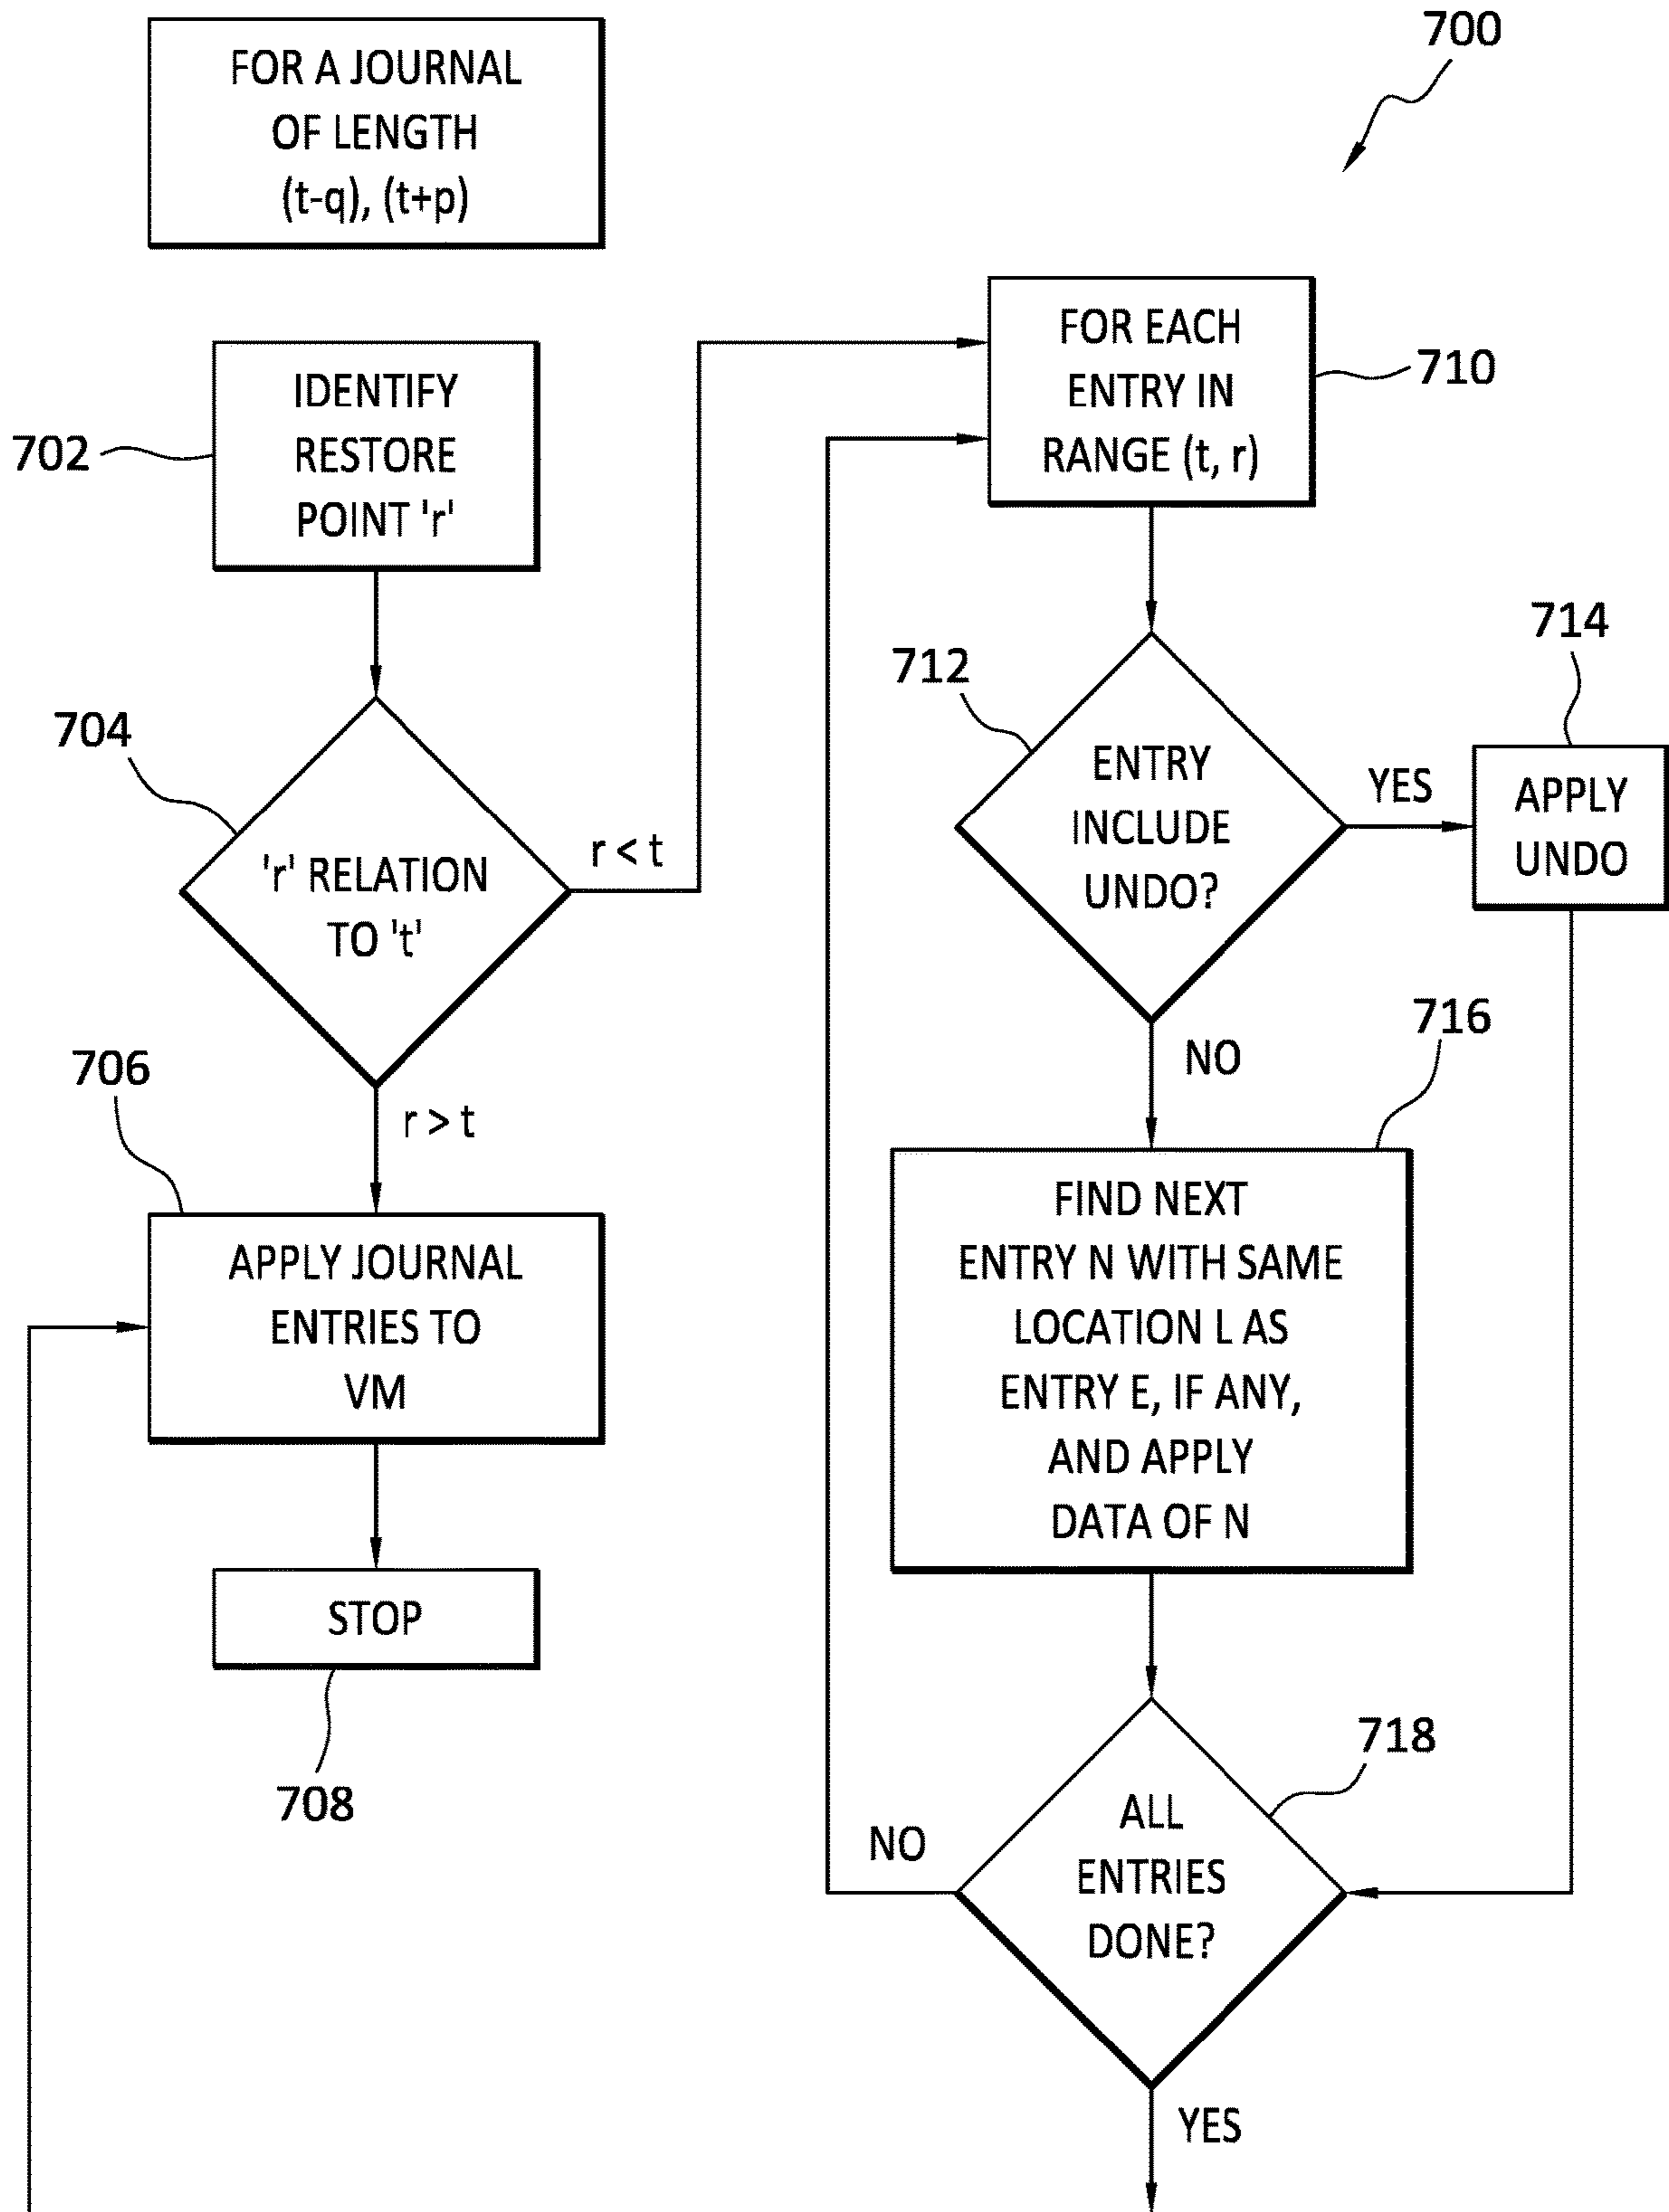 FOR A JOURNAL
OF LENGTH
(t-q), (t+p)
700
702
IDENTIFY
RESTORE
POINT 'r'
704
'r' RELATION
TO 't'
r < t
r > t
706
APPLY JOURNAL
ENTRIES TO
VM
STOP
708
FOR EACH
ENTRY IN
RANGE (t, r)
710
712
ENTRY
INCLUDE
UNDO?
YES
714
APPLY
UNDO
NO
716
FIND NEXT
ENTRY N WITH SAME
LOCATION L AS
ENTRY E, IF ANY,
AND APPLY
DATA OF N
718
ALL
ENTRIES
DONE?
NO
YES